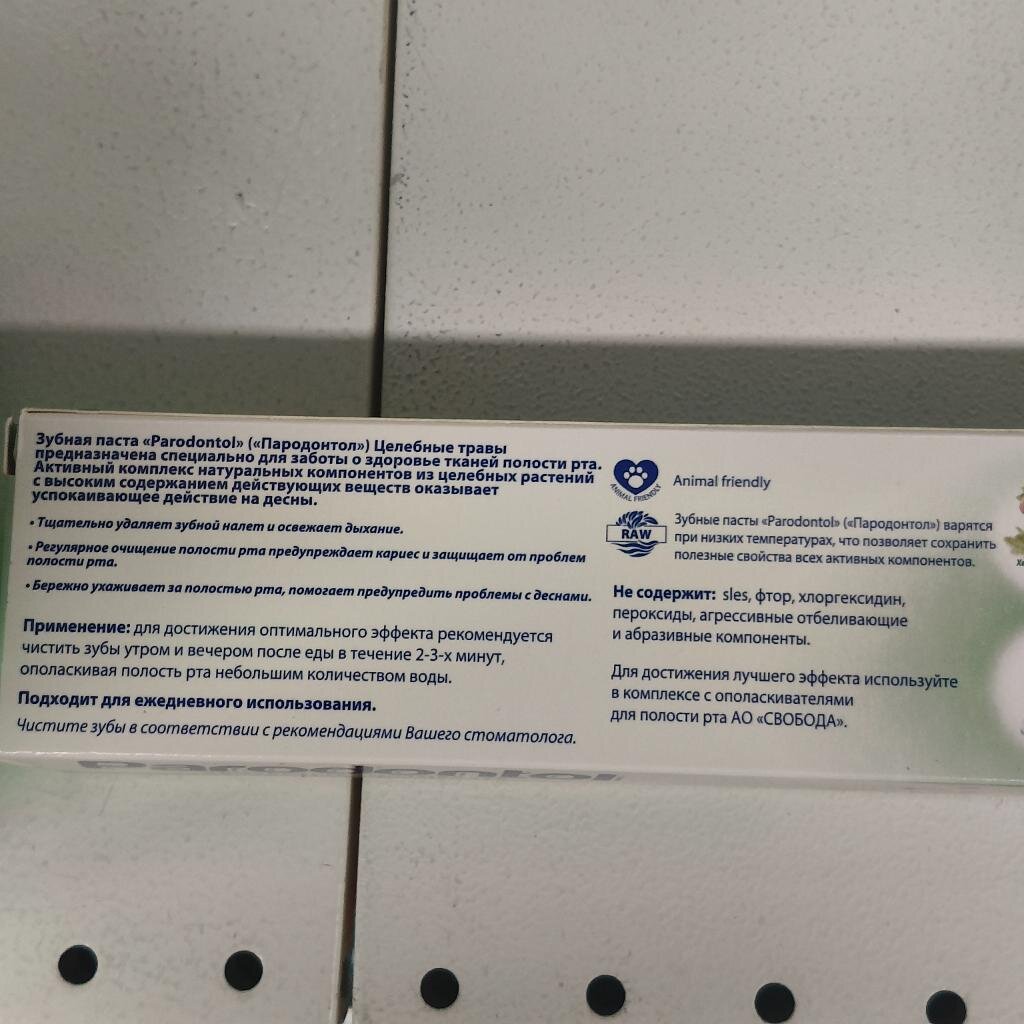 Зубная паста «Parodontol» («Пародонтол») Целебные травы
предназначена специально для заботы о здоровье тканей полости рта.
Активный комплекс натуральных компонентов из целебных растений
с высоким содержанием действующих веществ оказывает
успокаивающее действие на десны.
• Тщательно удаляет зубной налет и освежает дыхание.
• Регулярное очищение полости рта предупреждает кариес и защищает от проблем
полости рта.
• Бережно ухаживает за полостью рта, помогает предупредить проблемы с деснами.
Применение: для достижения оптимального эффекта рекомендуется
чистить зубы утром и вечером после еды в течение 2-3-х минут,
ополаскивая полость рта небольшим количеством воды.
Подходит для ежедневного использования.
Чистите зубы в соответствии с рекомендациями Вашего стоматолога.
ANIMAL FRIENDLY
Animal friendly
RAW
Зубные пасты «Parodontol» («Пародонтол») варятся
при низких температурах, что позволяет сохранить
полезные свойства всех активных компонентов.
Не содержит: sles, фтор, хлоргексидин,
пероксиды, агрессивные отбеливающие
и абразивные компоненты.
Для достижения лучшего эффекта используйте
в комплексе с ополаскивателями
для полости рта АО «СВОБОДА».
Parodontol